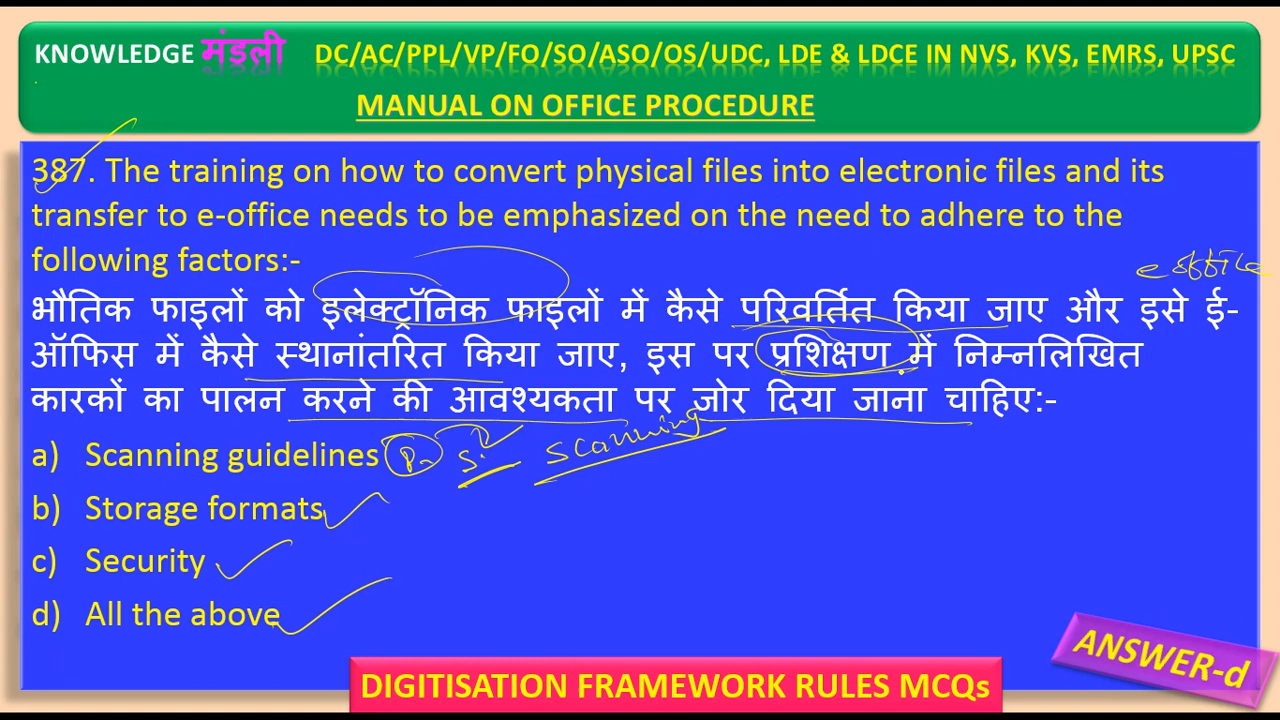 KNOWLEDGE मंडली DC/AC/PPL/VP/FO/SO/ASO/OS/UDC, LDE & LDCE IN NVS, KVS, EMRS, UPSC
MANUAL ON OFFICE PROCEDURE
387. The training on how to convert physical files into electronic files and its
transfer to e-office needs to be emphasized on the need to adhere to the
following factors:-
e office
भौतिक फाइलों को इलेक्ट्रॉनिक फाइलों में कैसे परिवर्तित किया जाए और इसे ई-
ऑफिस में कैसे स्थानांतरित किया जाए, इस पर प्रशिक्षण में निम्नलिखित
कारकों का पालन करने की आवश्यकता पर जोर दिया जाना चाहिए:-
a) Scanning guidelines P- S. scanning
b) Storage formats
c) Security
d) All the above
ANSWER-d
DIGITISATION FRAMEWORK RULES MCQs